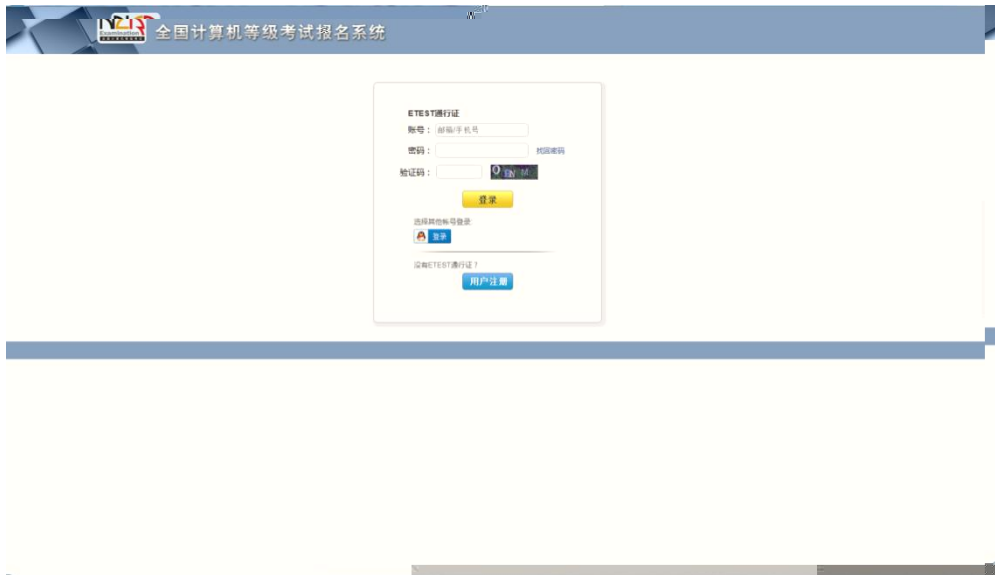 Examination
全国计算机等级考试报名系统
ETEST通行证
账号： 邮箱/手机号
密码： 找回密码
验证码：
登录
选择其他帐号登录
登录
没有ETEST通行证？
用户注册